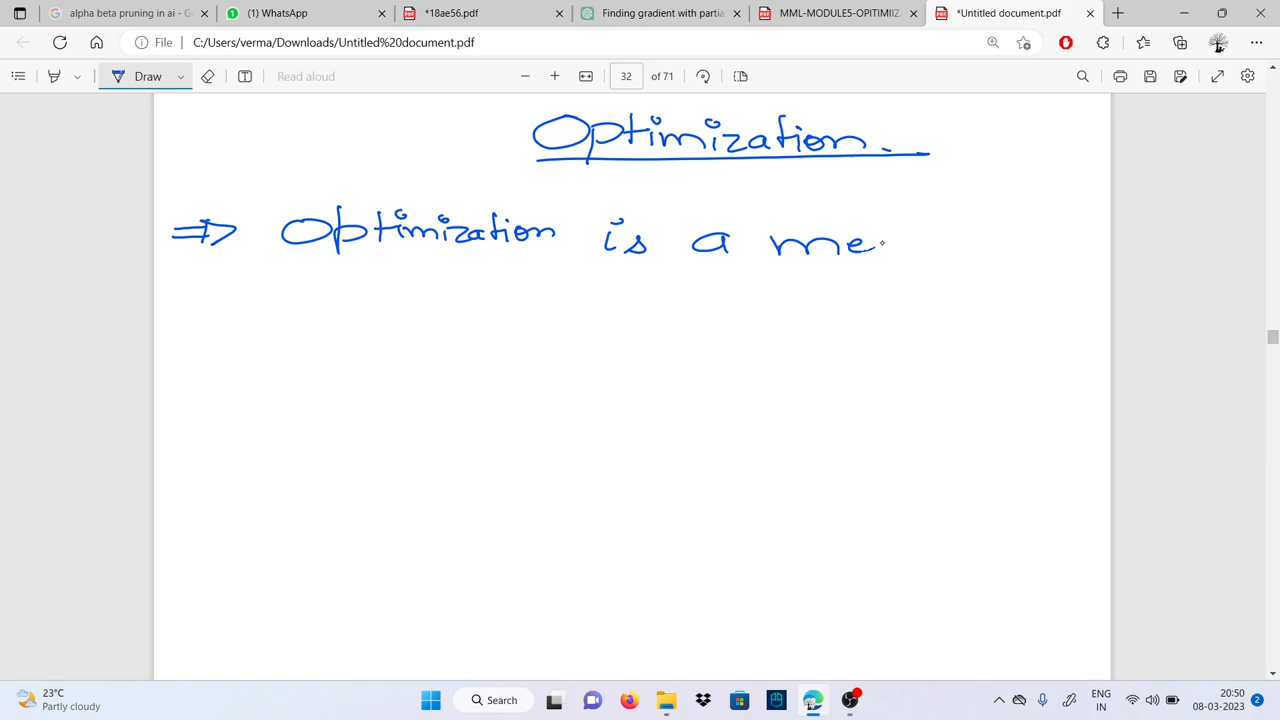 alpha beta pruning in ai - G
(1) WhatsApp
*18ae56.pdf
Finding gradient with partia
MML-MODULE5-OPITIMIIZ
*Untitled document.pdf
File
C:/Users/verma/Downloads/Untitled%20document.pdf
Draw
Read aloud
32
of 71
Optimization.
⇒ Optimization is a me
23°C
Partly cloudy
Search
ENG
IN
20:50
08-03-2023
2